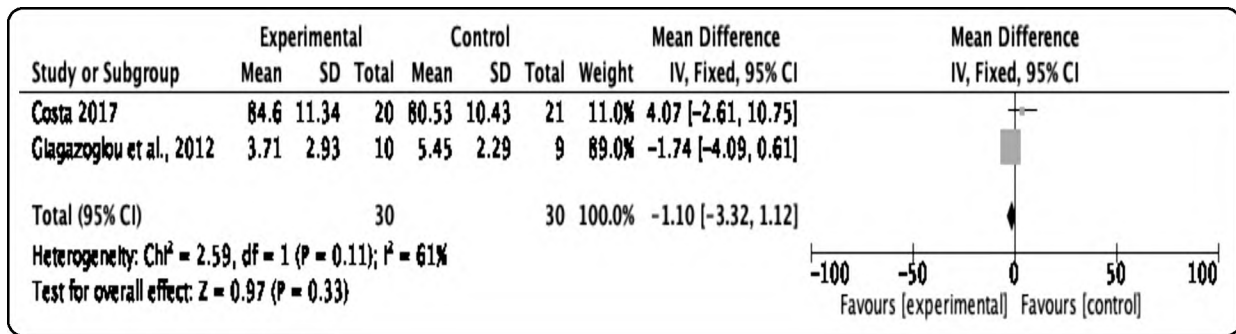 Experimental Control Mean Difference Mean Difference
Study or Subgroup Mean SD Total Mean SD Total Weight IV, Fixed, 95% CI IV, Fixed, 95% CI
Costa 2017 84.6 11.34 20 80.53 10.43 21 11.0% 4.07 [-2.61, 10.75]
Giagazoglou et al., 2012 3.71 2.93 10 5.45 2.29 9 89.0% -1.74 [-4.09, 0.61]
Total (95% CI) 30 30 100.0% -1.10 [-3.32, 1.12]
Heterogeneity: Chi² = 2.59, df = 1 (P = 0.11); I² = 61%
Test for overall effect: Z = 0.97 (P = 0.33)
-100 -50 0 50 100
Favours [experimental] Favours [control]